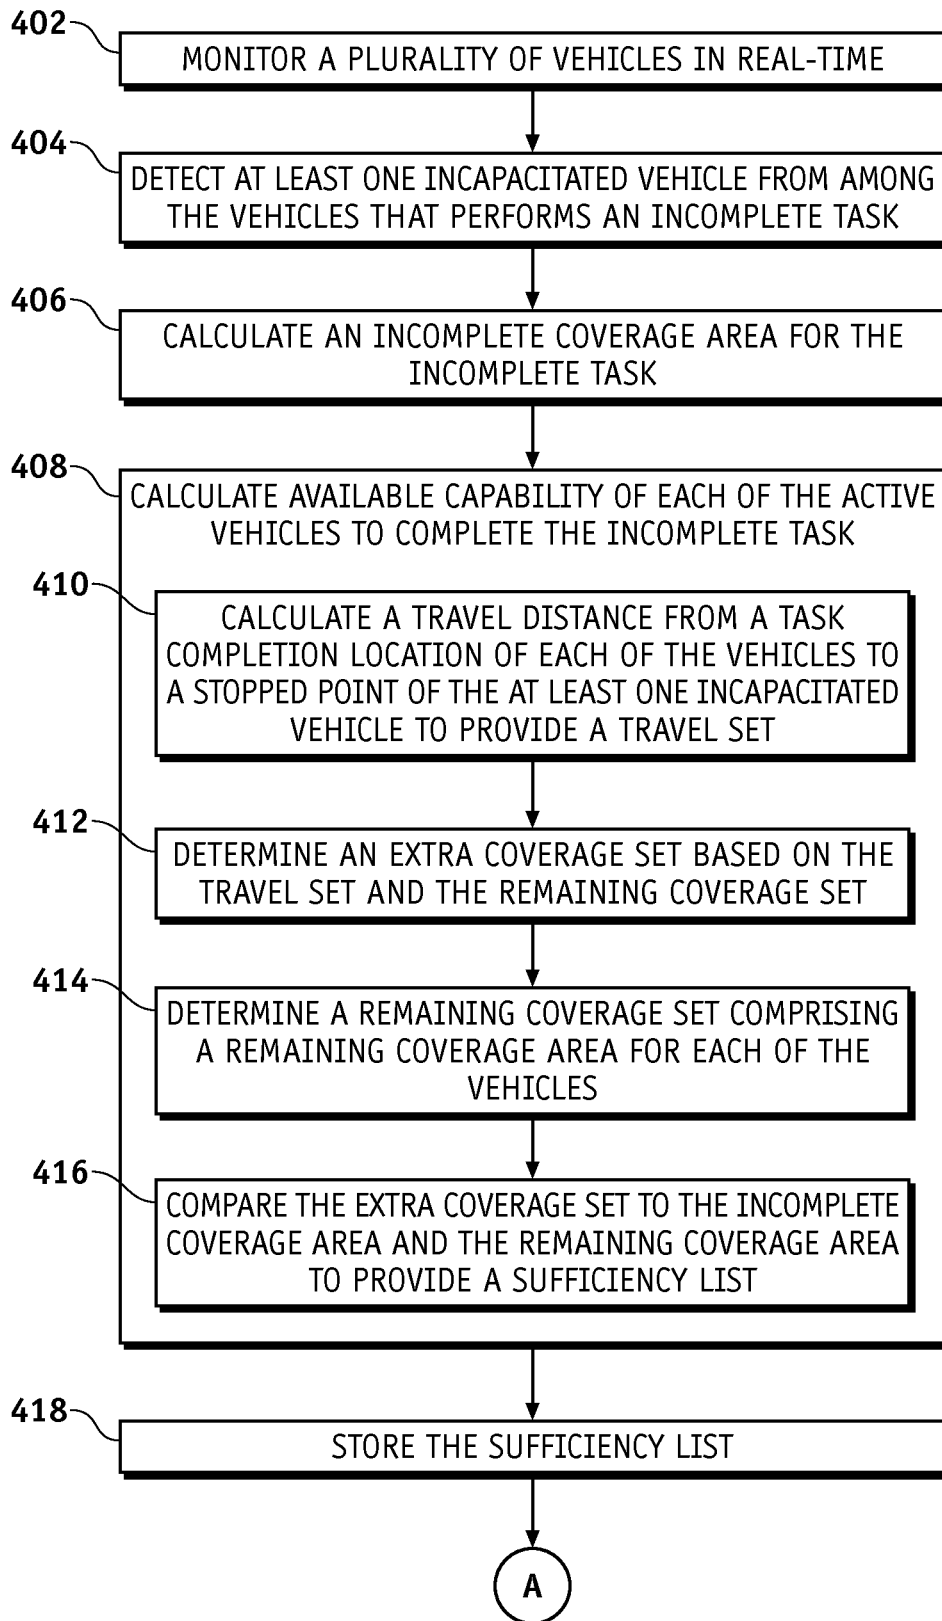 402
MONITOR A PLURALITY OF VEHICLES IN REAL-TIME
404
DETECT AT LEAST ONE INCAPACITATED VEHICLE FROM AMONG
THE VEHICLES THAT PERFORMS AN INCOMPLETE TASK
406
CALCULATE AN INCOMPLETE COVERAGE AREA FOR THE
INCOMPLETE TASK
408
CALCULATE AVAILABLE CAPABILITY OF EACH OF THE ACTIVE
VEHICLES TO COMPLETE THE INCOMPLETE TASK
410
CALCULATE A TRAVEL DISTANCE FROM A TASK
COMPLETION LOCATION OF EACH OF THE VEHICLES TO
A STOPPED POINT OF THE AT LEAST ONE INCAPACITATED
VEHICLE TO PROVIDE A TRAVEL SET
412
DETERMINE AN EXTRA COVERAGE SET BASED ON THE
TRAVEL SET AND THE REMAINING COVERAGE SET
414
DETERMINE A REMAINING COVERAGE SET COMPRISING
A REMAINING COVERAGE AREA FOR EACH OF THE
VEHICLES
416
COMPARE THE EXTRA COVERAGE SET TO THE INCOMPLETE
COVERAGE AREA AND THE REMAINING COVERAGE AREA
TO PROVIDE A SUFFICIENCY LIST
418
STORE THE SUFFICIENCY LIST
A